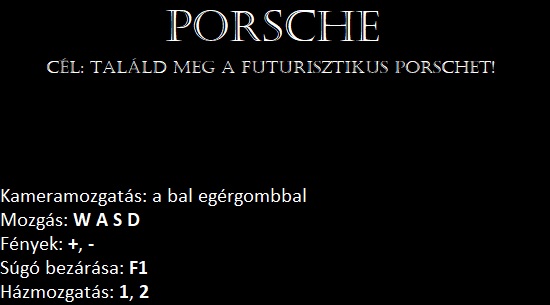 PORSCHE
CÉL: TALÁLD MEG A FUTURISZTIKUS PORSCHET!
Kameramozgatás: a bal egérgombbal
Mozgás: W A S D
Fények: +, -
Súgó bezárása: F1
Házmozgatás: 1, 2